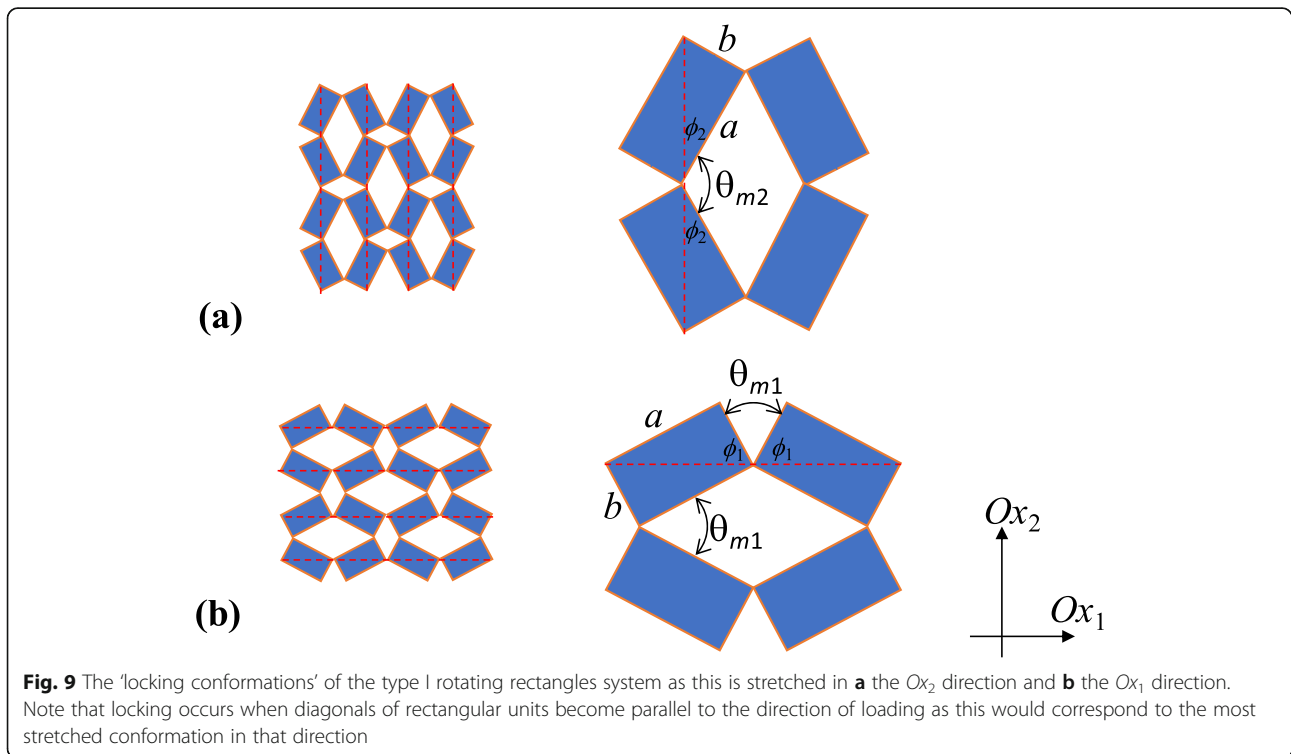 b
ϕ2
a
θm2
ϕ2
(a)
θm1
a
ϕ1 ϕ1
b
θm1
Ox2
Ox1
(b)
Fig. 9 The 'locking conformations' of the type I rotating rectangles system as this is stretched in a the Ox2 direction and b the Ox1 direction.
Note that locking occurs when diagonals of rectangular units become parallel to the direction of loading as this would correspond to the most
stretched conformation in that direction